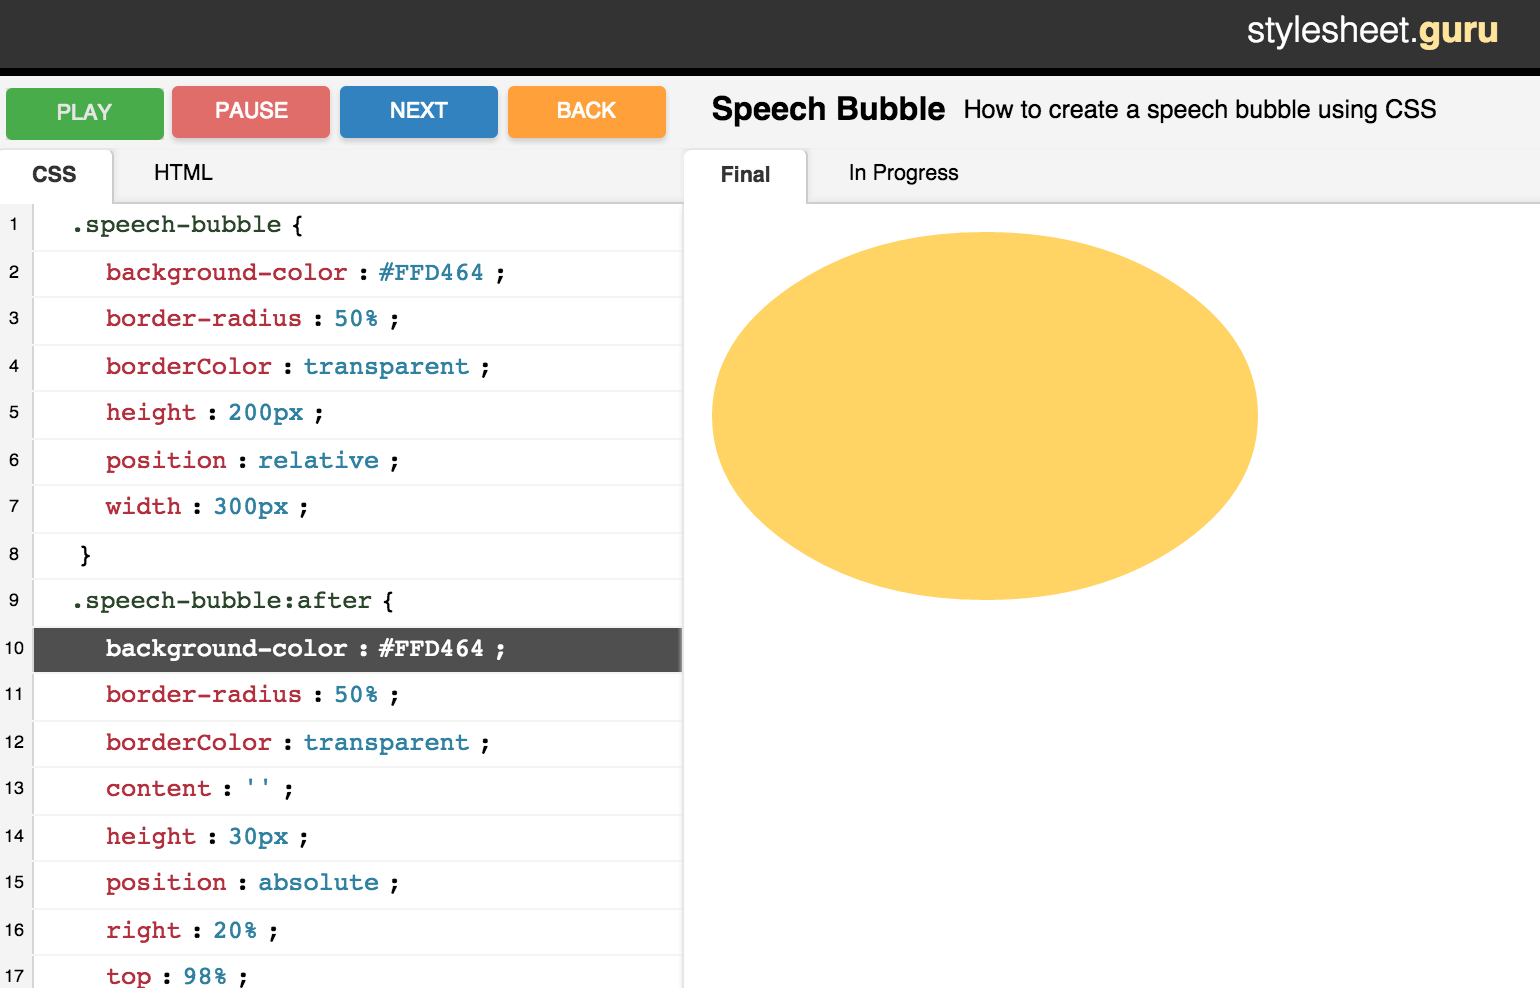 stylesheet.guru
PLAY PAUSE NEXT BACK
Speech Bubble How to create a speech bubble using CSS
CSS HTML
Final In Progress
1 .speech-bubble {
2 background-color : #FFD464 ;
3 border-radius : 50% ;
4 borderColor : transparent ;
5 height : 200px ;
6 position : relative ;
7 width : 300px ;
8 }
9 .speech-bubble:after {
10 background-color : #FFD464 ;
11 border-radius : 50% ;
12 borderColor : transparent ;
13 content : '' ;
14 height : 30px ;
15 position : absolute ;
16 right : 20% ;
17 top : 98% ;